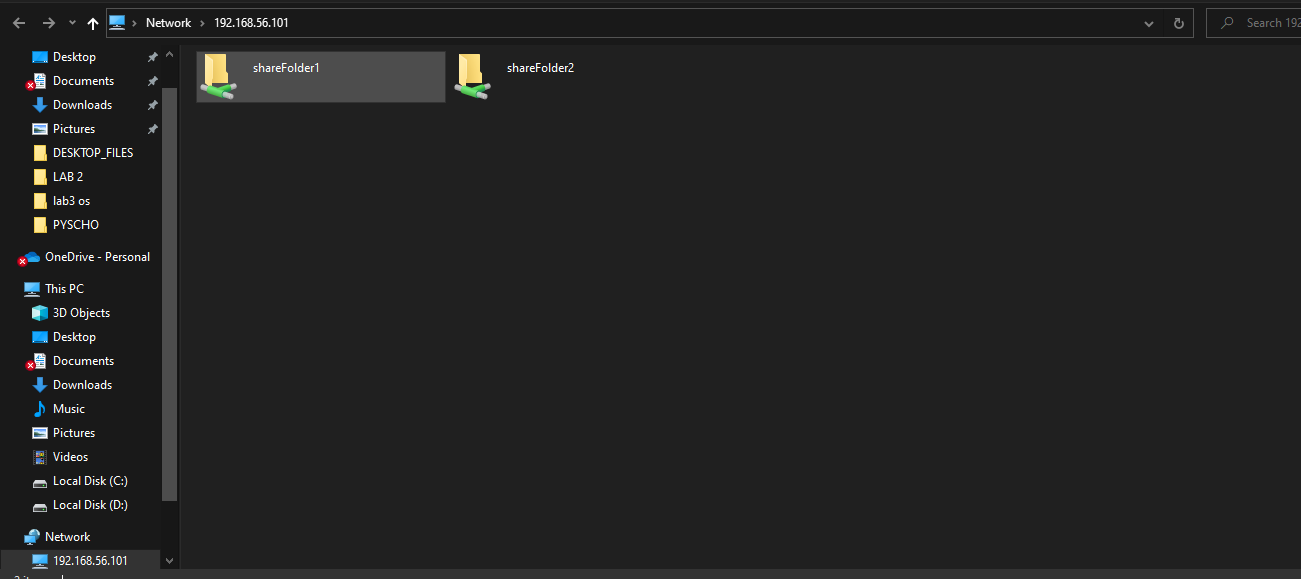 Network > 192.168.56.101
Search 192
Desktop
Documents
Downloads
Pictures
DESKTOP_FILES
LAB 2
lab3 os
PYSCHO
OneDrive - Personal
This PC
3D Objects
Desktop
Documents
Downloads
Music
Pictures
Videos
Local Disk (C:)
Local Disk (D:)
Network
192.168.56.101
shareFolder1
shareFolder2